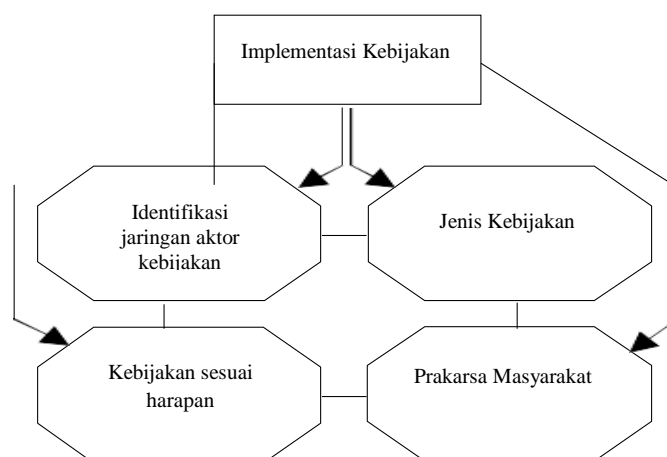 Implementasi Kebijakan
Identifikasi
jaringan aktor
kebijakan
Jenis Kebijakan
Kebijakan sesuai
harapan
Prakarsa Masyarakat